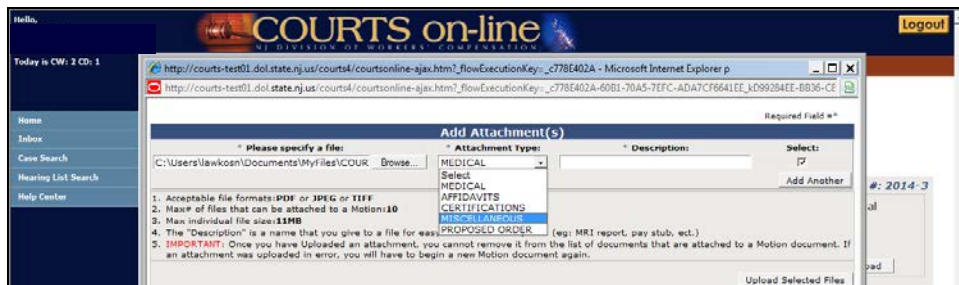 Hello,
COURTS on-line
NJ DIVISION OF WORKERS' COMPENSATION
Logout
Today is CW: 2 CD: 1
http://courts-test01.dol.state.nj.us/courts4/courtsonline-ajax.htm?_flowExecutionKey=_c778E402A - Microsoft Internet Explorer p
http://courts-test01.dol.state.nj.us/courts4/courtsonline-ajax.htm?_flowExecutionKey=_c778E402A-60B1-70A5-7EFC-ADA7CF6641EE_kD99284EE-BB36-CE
Required Field =*
Home
Inbox
Case Search
Hearing List Search
Help Center
Add Attachment(s)
* Please specify a file: * Attachment Type: * Description: Select:
C:\Users\lawkosn\Documents\MyFiles\COUR Browse... MEDICAL
Select
MEDICAL
AFFIDAVITS
CERTIFICATIONS
MISCELLANEOUS
PROPOSED ORDER
Add Another
#: 2014-3
al
1. Acceptable file formats:PDF or JPEG or TIFF
2. Max# of files that can be attached to a Motion:10
3. Max individual file size:11MB
4. The "Description" is a name that you give to a file for eas (eg: MRI report, pay stub, ect.)
5. IMPORTANT: Once you have Uploaded an attachment, you cannot remove it from the list of documents that are attached to a Motion document. If
an attachment was uploaded in error, you will have to begin a new Motion document again.
oad
Upload Selected Files